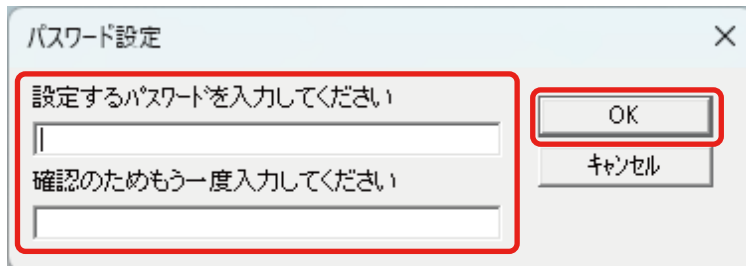 パスワード設定
設定するパスワードを入力してください
OK
確認のためもう一度入力してください
キャンセル